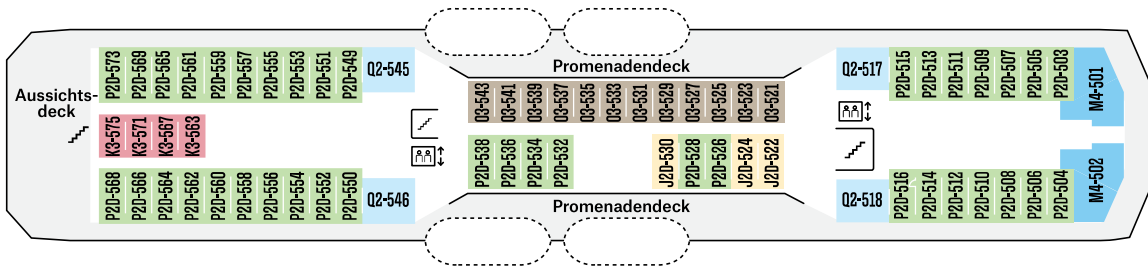 P2D-573
P2D-569
P2D-565
P2D-561
P2D-559
P2D-557
P2D-555
P2D-553
P2D-551
P2D-549
Q2-545
Promenadendeck
Q2-517
P2D-515
P2D-513
P2D-511
P2D-509
P2D-507
P2D-505
P2D-503
M4-501
Aussichts-
deck
K3-575
K3-571
K3-567
K3-563
O3-543
O3-541
O3-539
O3-537
O3-535
O3-533
O3-531
O3-529
O3-527
O3-525
O3-523
O3-521
P2D-538
P2D-536
P2D-534
P2D-532
J2D-530
P2D-528
P2D-526
J2D-524
J2D-522
P2D-568
P2D-566
P2D-564
P2D-562
P2D-560
P2D-558
P2D-556
P2D-554
P2D-552
P2D-550
Q2-546
Promenadendeck
Q2-518
P2D-516
P2D-514
P2D-512
P2D-510
P2D-508
P2D-506
P2D-504
M4-502